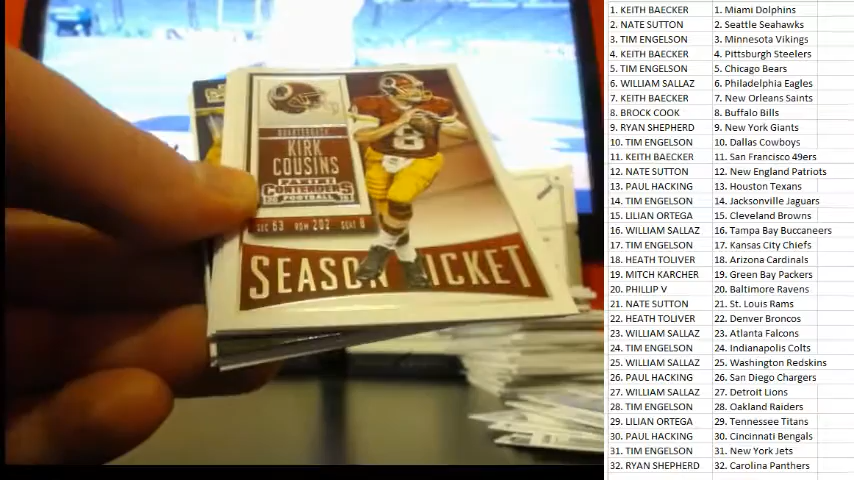 QUARTERBACK
KIRK
COUSINS
PANINI
CONTENDERS
FOOTBALL
SEC 63 ROW 202 SEAT 8
SEASON TICKET
1. KEITH BAECKER 1. Miami Dolphins
2. NATE SUTTON 2. Seattle Seahawks
3. TIM ENGELSON 3. Minnesota Vikings
4. KEITH BAECKER 4. Pittsburgh Steelers
5. TIM ENGELSON 5. Chicago Bears
6. WILLIAM SALLAZ 6. Philadelphia Eagles
7. KEITH BAECKER 7. New Orleans Saints
8. BROCK COOK 8. Buffalo Bills
9. RYAN SHEPHERD 9. New York Giants
10. TIM ENGELSON 10. Dallas Cowboys
11. KEITH BAECKER 11. San Francisco 49ers
12. NATE SUTTON 12. New England Patriots
13. PAUL HACKING 13. Houston Texans
14. TIM ENGELSON 14. Jacksonville Jaguars
15. LILIAN ORTEGA 15. Cleveland Browns
16. WILLIAM SALLAZ 16. Tampa Bay Buccaneers
17. TIM ENGELSON 17. Kansas City Chiefs
18. HEATH TOLIVER 18. Arizona Cardinals
19. MITCH KARCHER 19. Green Bay Packers
20. PHILLIP V 20. Baltimore Ravens
21. NATE SUTTON 21. St. Louis Rams
22. HEATH TOLIVER 22. Denver Broncos
23. WILLIAM SALLAZ 23. Atlanta Falcons
24. TIM ENGELSON 24. Indianapolis Colts
25. WILLIAM SALLAZ 25. Washington Redskins
26. PAUL HACKING 26. San Diego Chargers
27. WILLIAM SALLAZ 27. Detroit Lions
28. TIM ENGELSON 28. Oakland Raiders
29. LILIAN ORTEGA 29. Tennessee Titans
30. PAUL HACKING 30. Cincinnati Bengals
31. TIM ENGELSON 31. New York Jets
32. RYAN SHEPHERD 32. Carolina Panthers